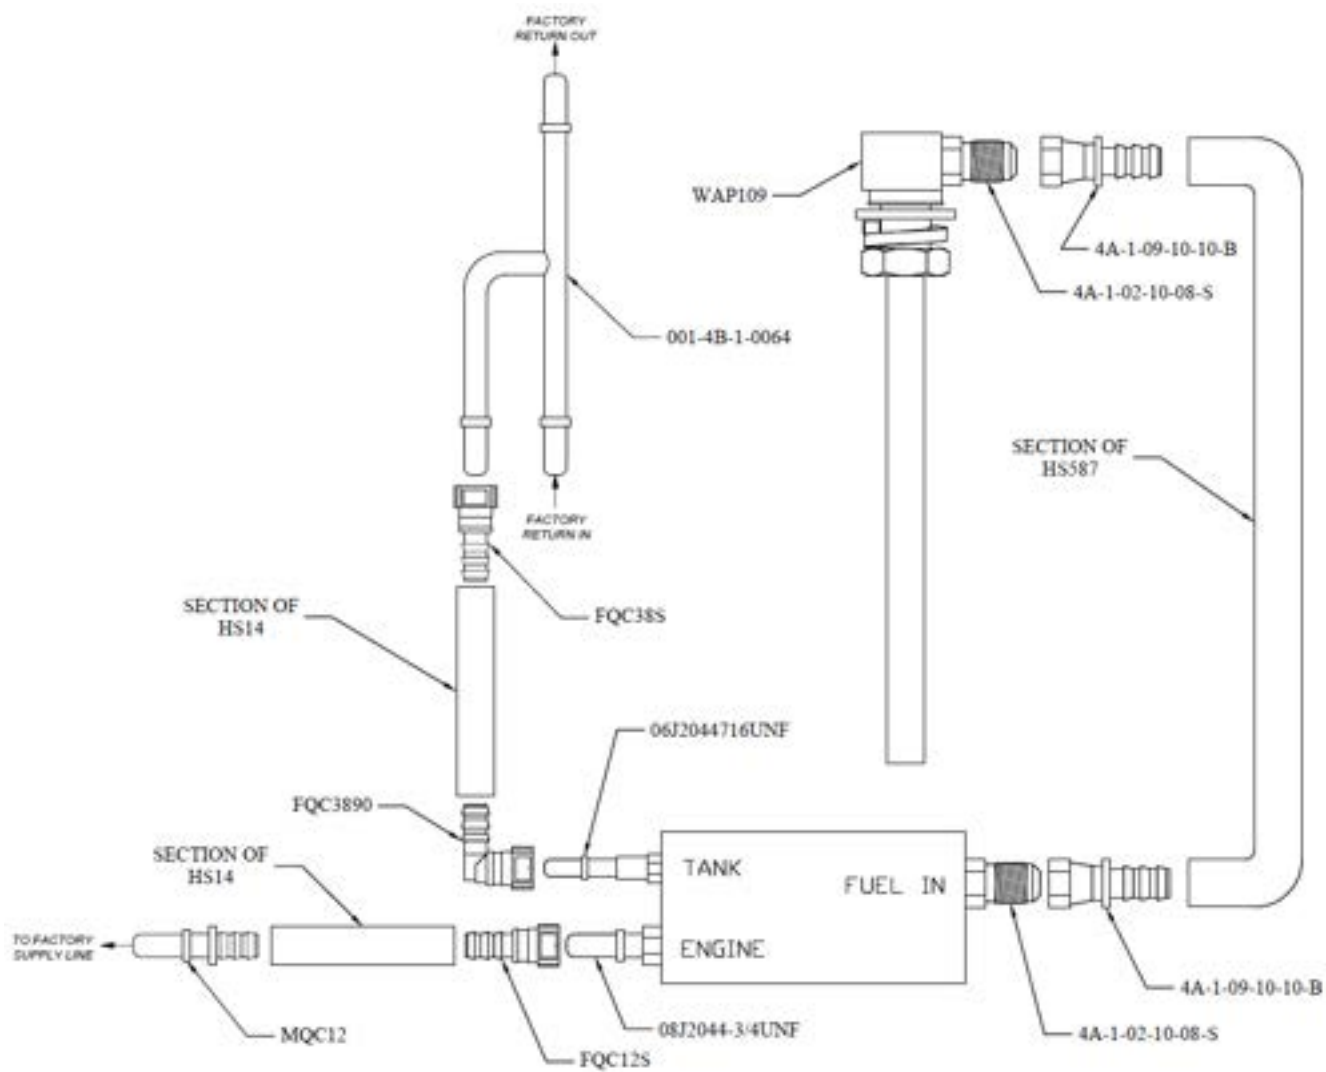 FACTORY
RETURN OUT
WAP109
4A-1-09-10-10-B
4A-1-02-10-08-S
001-4B-1-0064
SECTION OF
HS587
FACTORY
RETURN IN
SECTION OF
HS14
FQC38S
06J2044716UNF
FQC3890
SECTION OF
HS14
TANK
FUEL IN
TO FACTORY
SUPPLY LINE
ENGINE
4A-1-09-10-10-B
MQC12
08J2044-3/4UNF
4A-1-02-10-08-S
FQC12S